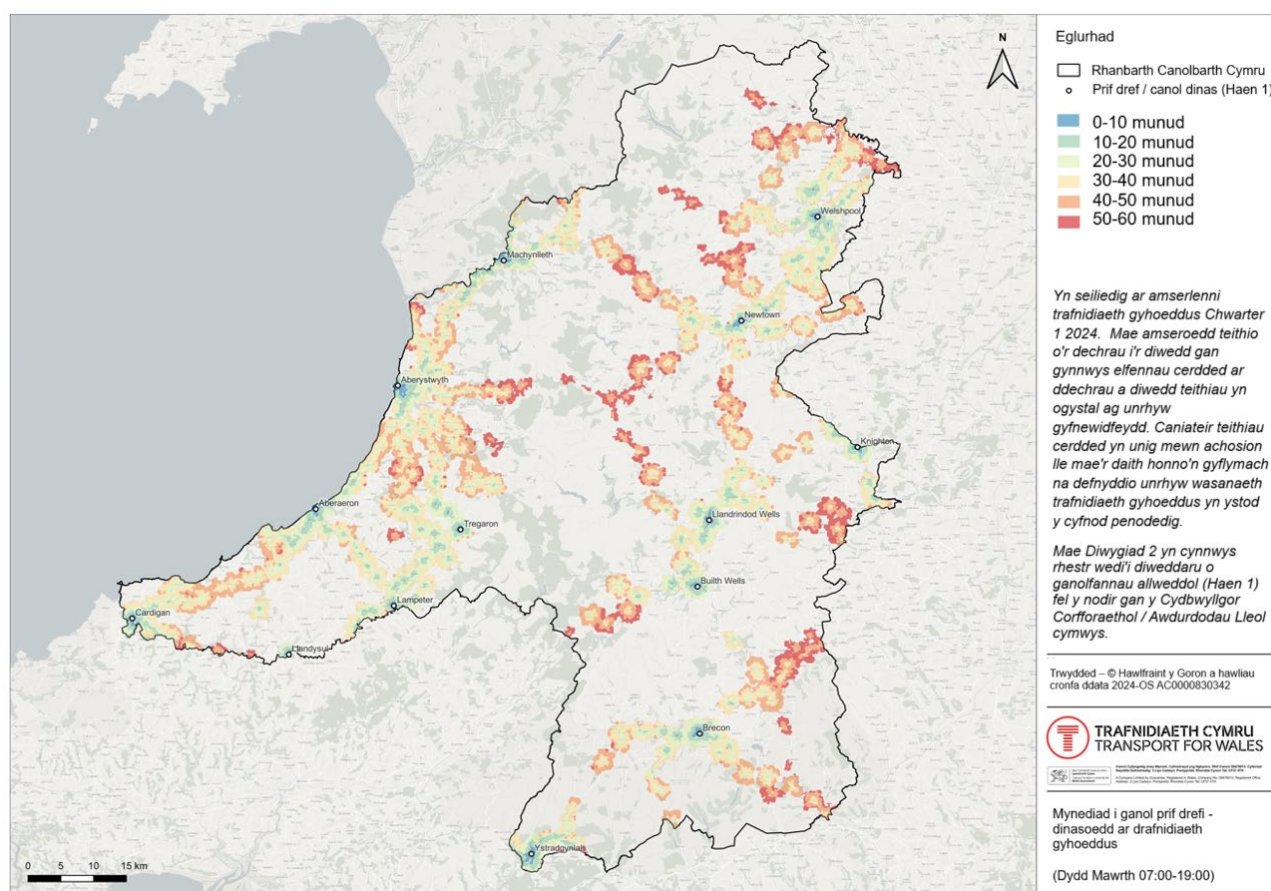 N
Welshpool
Machynlleth
Newtown
Aberystwyth
Knighton
Aberaeron
Llandrindod Wells
Tregaron
Builth Wells
Lampeter
Cardigan
Llandysul
Brecon
Ystradgynlais
0 5 10 15 km
Eglurhad
Rhanbarth Canolbarth Cymru
Prif dref / canol dinas (Haen 1)
0-10 munud
10-20 munud
20-30 munud
30-40 munud
40-50 munud
50-60 munud
Yn seiliedig ar amserlenni
trafnidiaeth gyhoeddus Chwarter
1 2024. Mae amseroedd teithio
o'r dechrau i'r diwedd gan
gynnwys elfennau cerdded ar
ddechrau a diwedd teithiau yn
ogystal ag unrhyw
gyfnewidfeydd. Caniateir teithiau
cerdded yn unig mewn achosion
lle mae'r daith honno'n gyflymach
na defnyddio unrhyw wasanaeth
trafnidiaeth gyhoeddus yn ystod
y cyfnod penodedig.
Mae Diwygiad 2 yn cynnwys
rhestr wedi'i diweddaru o
ganolfannau allweddol (Haen 1)
fel y nodir gan y Cydbwyllgor
Corfforaethol / Awdurdodau Lleol
cymwys.
Trwydded – © Hawlfraint y Goron a hawliau
cronfa ddata 2024-OS AC0000830342
TRAFNIDIAETH CYMRU
TRANSPORT FOR WALES
Mynediad i ganol prif drefi -
dinasoedd ar drafnidiaeth
gyhoeddus
(Dydd Mawrth 07:00-19:00)